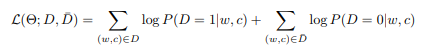 ℒ(Θ; D, D̄) = ∑_{(w,c)∈D} log P(D = 1|w, c) + ∑_{(w,c)∈D̄} log P(D = 0|w, c)